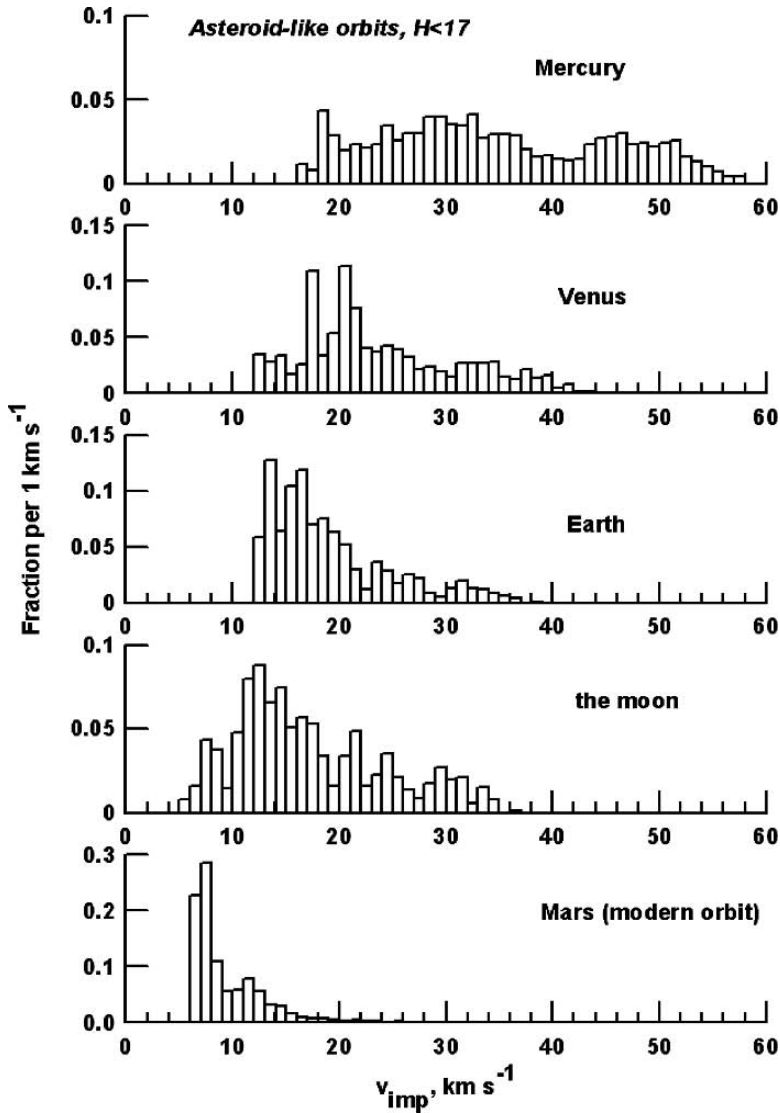 Asteroid-like orbits, H<17
Mercury
0.1
0.05
0
0 10 20 30 40 50 60
Venus
0.15
0.1
0.05
0
0 10 20 30 40 50 60
Earth
0.15
0.1
0.05
0
0 10 20 30 40 50 60
the moon
0.1
0.05
0
0 10 20 30 40 50 60
Mars (modern orbit)
0.3
0.2
0.1
0.0
0 10 20 30 40 50 60
Fraction per 1 km s⁻¹
v_imp, km s⁻¹